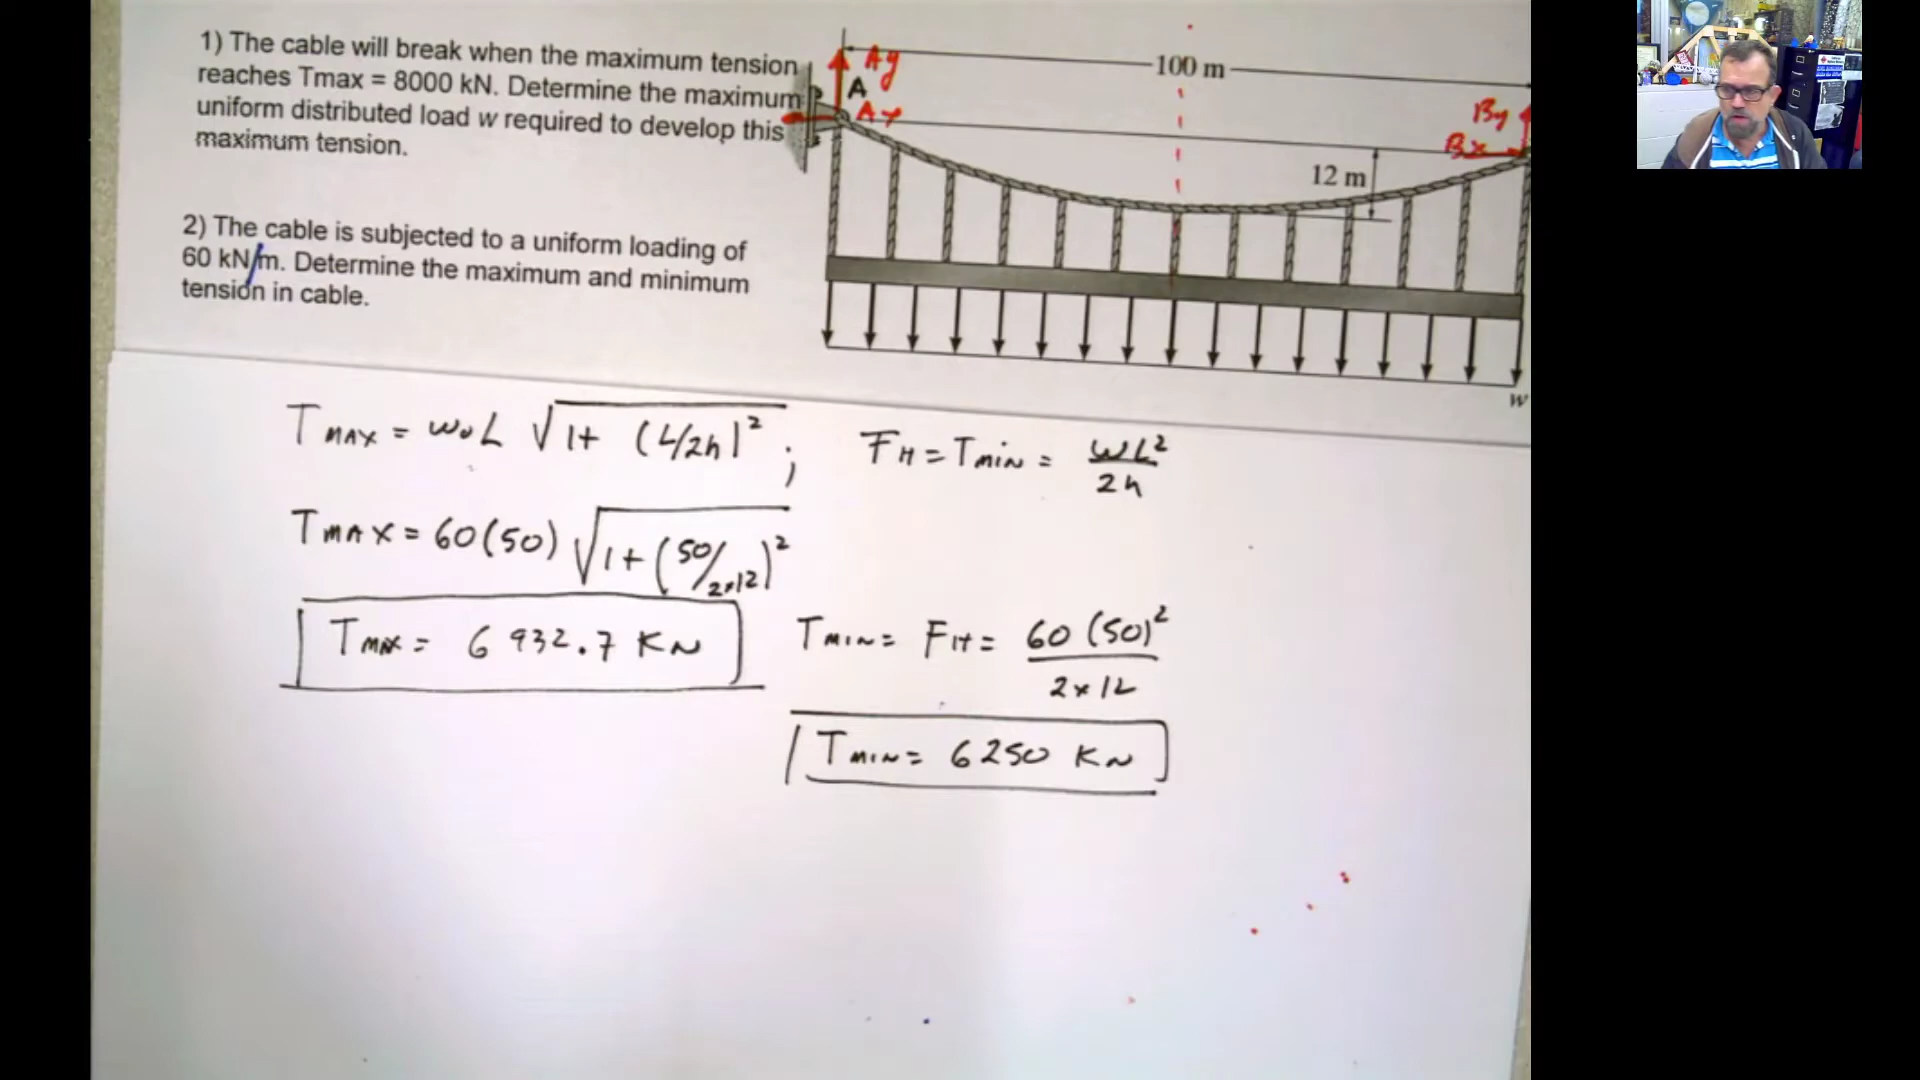 1) The cable will break when the maximum tension
reaches Tmax = 8000 kN. Determine the maximum
uniform distributed load w required to develop this
maximum tension.
2) The cable is subjected to a uniform loading of
60 kN/m. Determine the maximum and minimum
tension in cable.
Ay
A
Ax
100 m
By
Bx
12 m
w
TMAX = w₀L √1+ (L/2h)² ;
FH = Tmin = WL²/2h
TMAX = 60(50) √1+(50/2×12)²
TMAX = 6932.7 KN
TMIN = FH = 60(50)²/2×12
TMIN = 6250 KN